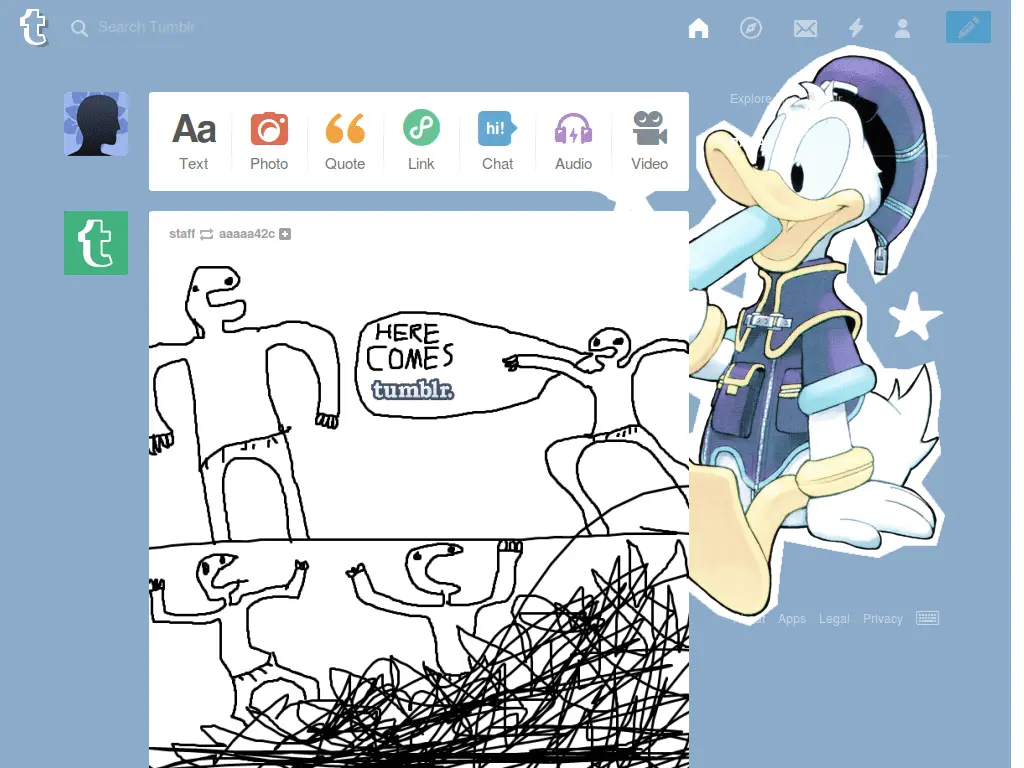 Search Tumblr
Explore
Aa
hi!
Text Photo Quote Link Chat Audio Video
staff aaaaa42c
HERE
COMES
tumblr.
Apps Legal Privacy